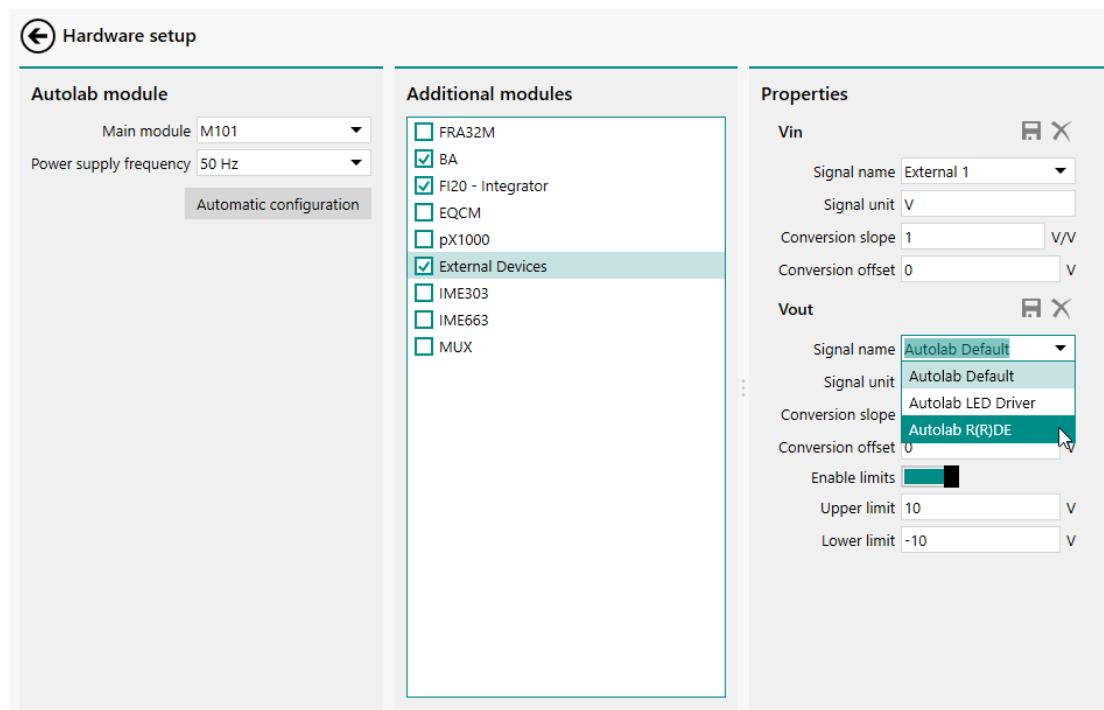 Hardware setup
Autolab module
Main module M101
Power supply frequency 50 Hz
Automatic configuration
Additional modules
FRA32M
BA
FI20 - Integrator
EQCM
pX1000
External Devices
IME303
IME663
MUX
Properties
Vin
Signal name External 1
Signal unit V
Conversion slope 1 V/V
Conversion offset 0 V
Vout
Signal name Autolab Default
Autolab Default
Signal unit
Autolab LED Driver
Conversion slope
Autolab R(R)DE
Conversion offset 0 V
Enable limits
Upper limit 10 V
Lower limit -10 V